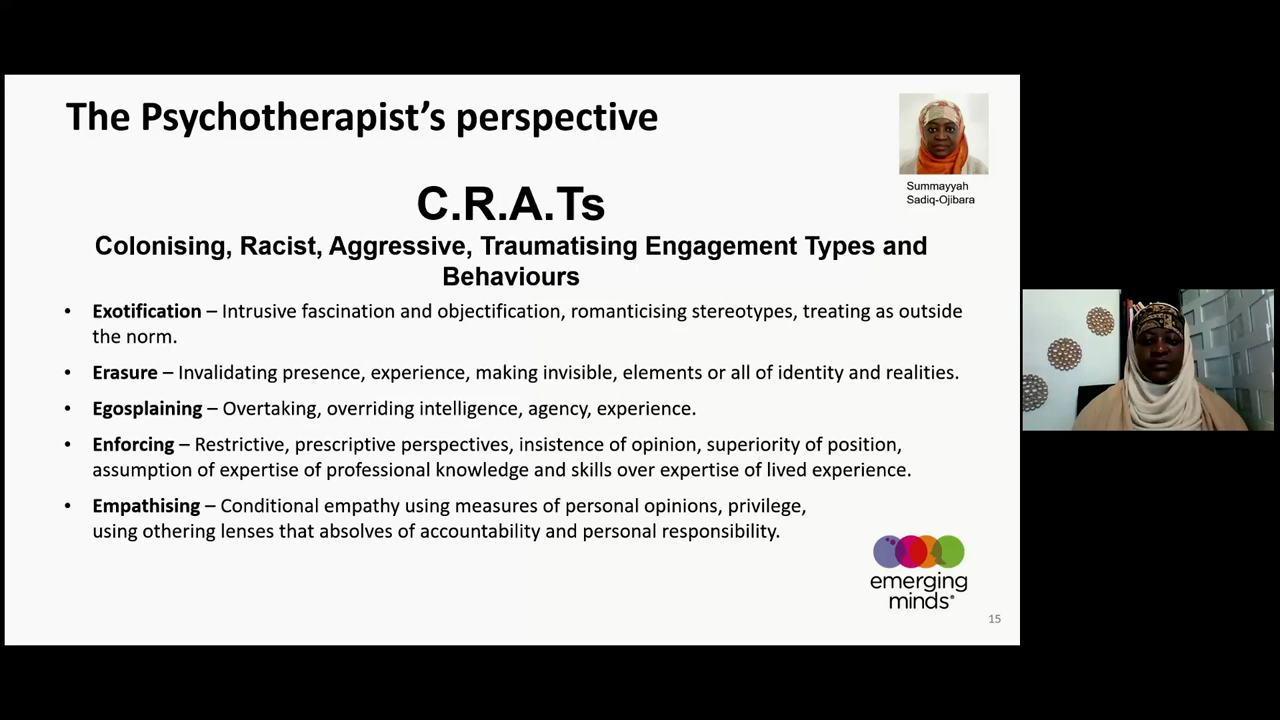 The Psychotherapist’s perspective
Summayyah
Sadiq-Ojibara
C.R.A.Ts
Colonising, Racist, Aggressive, Traumatising Engagement Types and
Behaviours
• Exotification – Intrusive fascination and objectification, romanticising stereotypes, treating as outside
the norm.
• Erasure – Invalidating presence, experience, making invisible, elements or all of identity and realities.
• Egosplaining – Overtaking, overriding intelligence, agency, experience.
• Enforcing – Restrictive, prescriptive perspectives, insistence of opinion, superiority of position,
assumption of expertise of professional knowledge and skills over expertise of lived experience.
• Empathising – Conditional empathy using measures of personal opinions, privilege,
using othering lenses that absolves of accountability and personal responsibility.
emerging
minds
15